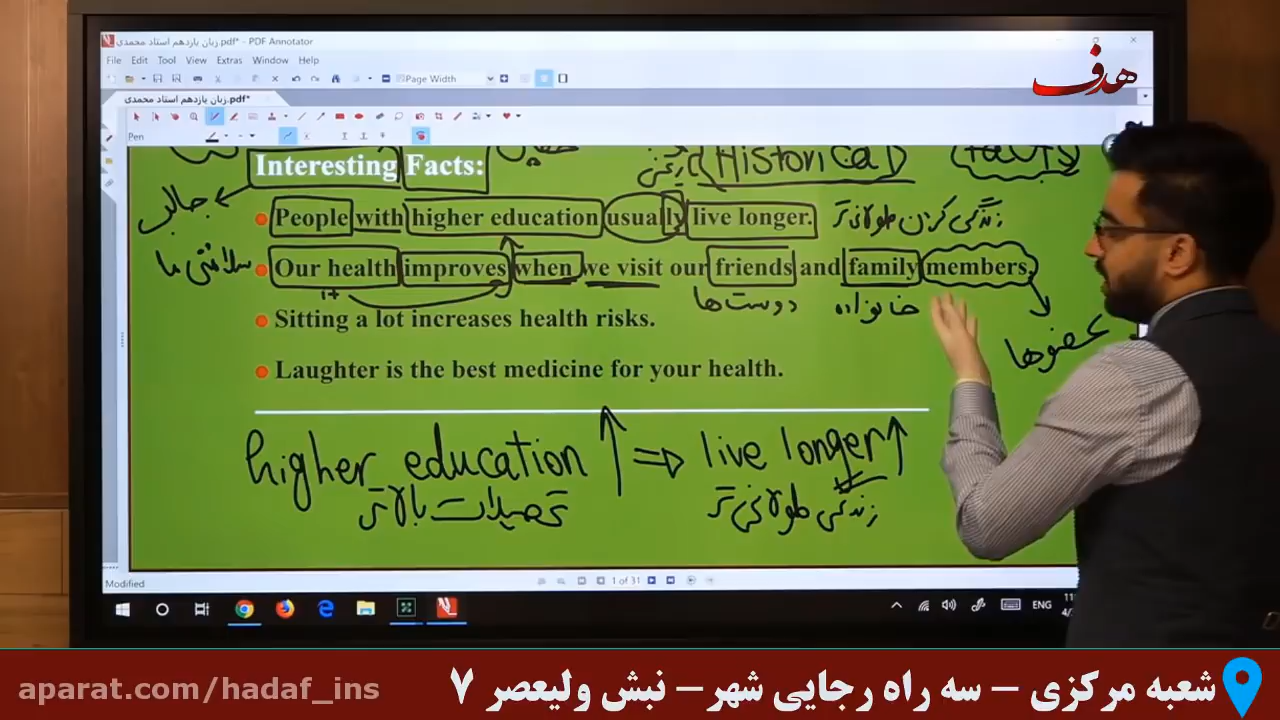 زبان یازدهم استاد محمدی.pdf* - PDF Annotator
File Edit Tool View Extras Window Help
Page Width
هدف
زبان یازدهم استاد محمدی.pdf*
Pen
Historical
facts
Interesting Facts:
جالب
People with higher education usually live longer.
زندگی کردن طولانی تر
سلامتی ما
Our health improves when we visit our friends and family members.
دوست ها
خانواده
عضوها
Sitting a lot increases health risks.
Laughter is the best medicine for your health.
higher education ⇒ live longer
تحصیلات بالاتر
زندگی طولانی تر
Modified
1 of 31
ENG
aparat.com/hadaf_ins
شعبه مرکزی – سه راه رجایی شهر – نبش ولیعصر ۷